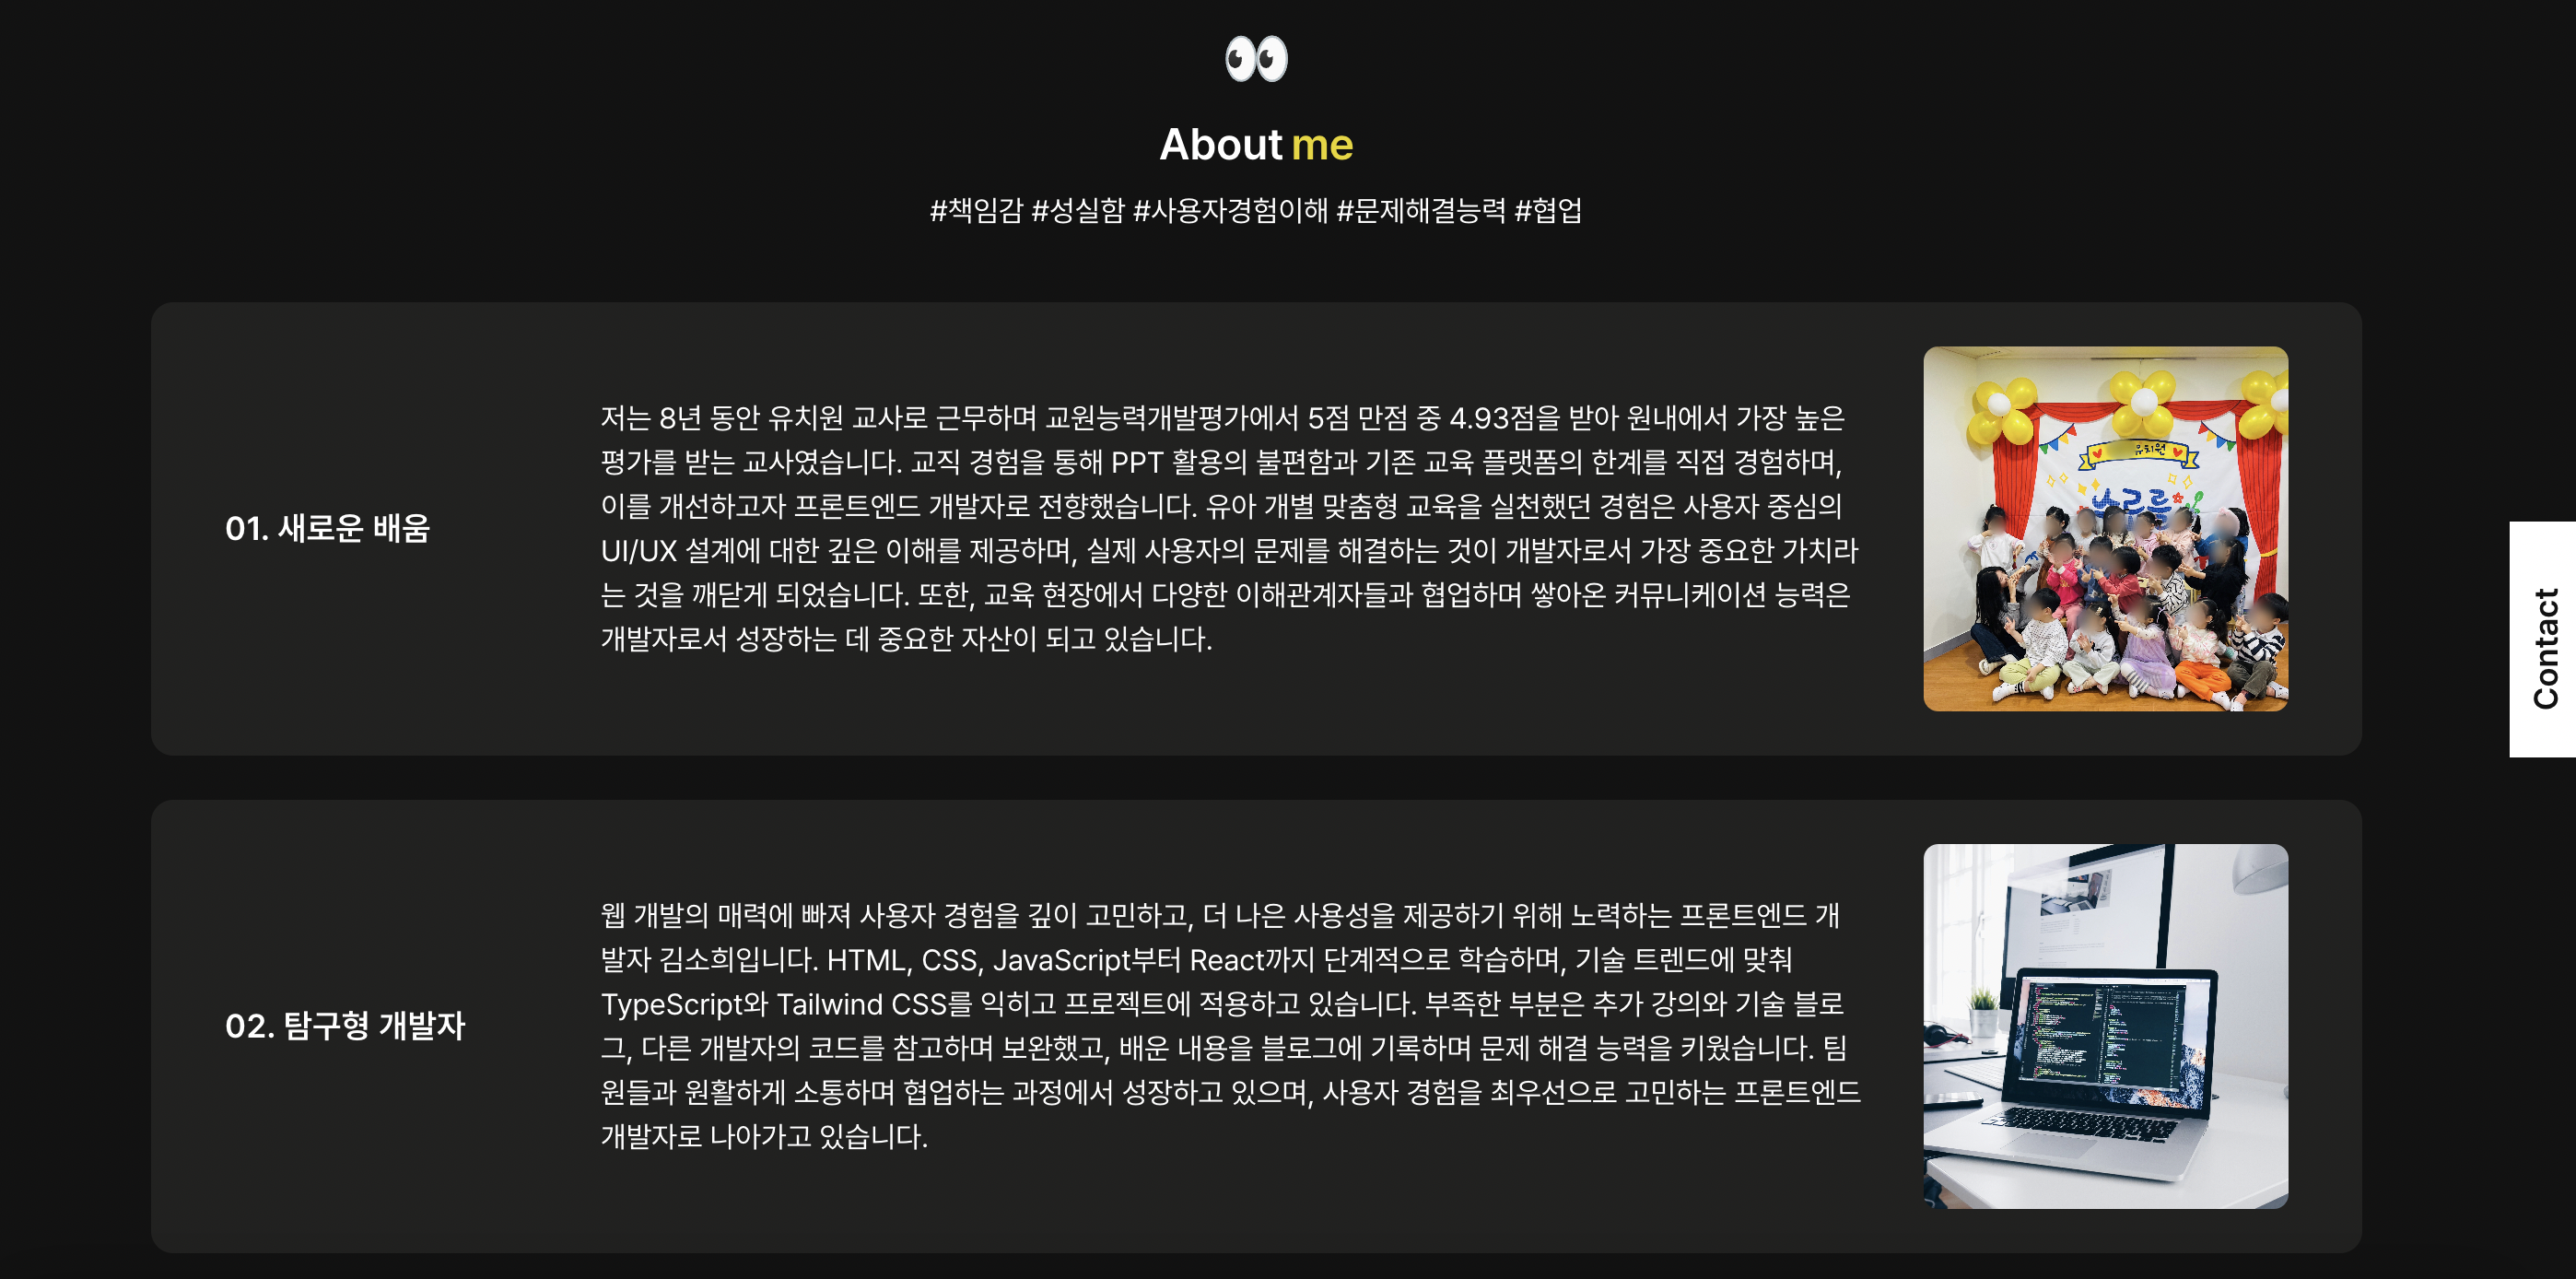 About me
#책임감 #성실함 #사용자경험이해 #문제해결능력 #협업
01. 새로운 배움
저는 8년 동안 유치원 교사로 근무하며 교원능력개발평가에서 5점 만점 중 4.93점을 받아 원내에서 가장 높은
평가를 받는 교사였습니다. 교직 경험을 통해 PPT 활용의 불편함과 기존 교육 플랫폼의 한계를 직접 경험하며,
이를 개선하고자 프론트엔드 개발자로 전향했습니다. 유아 개별 맞춤형 교육을 실천했던 경험은 사용자 중심의
UI/UX 설계에 대한 깊은 이해를 제공하며, 실제 사용자의 문제를 해결하는 것이 개발자로서 가장 중요한 가치라
는 것을 깨닫게 되었습니다. 또한, 교육 현장에서 다양한 이해관계자들과 협업하며 쌓아온 커뮤니케이션 능력은
개발자로서 성장하는 데 중요한 자산이 되고 있습니다.
유치원
Contact
02. 탐구형 개발자
웹 개발의 매력에 빠져 사용자 경험을 깊이 고민하고, 더 나은 사용성을 제공하기 위해 노력하는 프론트엔드 개
발자 김소희입니다. HTML, CSS, JavaScript부터 React까지 단계적으로 학습하며, 기술 트렌드에 맞춰
TypeScript와 Tailwind CSS를 익히고 프로젝트에 적용하고 있습니다. 부족한 부분은 추가 강의와 기술 블로
그, 다른 개발자의 코드를 참고하며 보완했고, 배운 내용을 블로그에 기록하며 문제 해결 능력을 키웠습니다. 팀
원들과 원활하게 소통하며 협업하는 과정에서 성장하고 있으며, 사용자 경험을 최우선으로 고민하는 프론트엔드
개발자로 나아가고 있습니다.